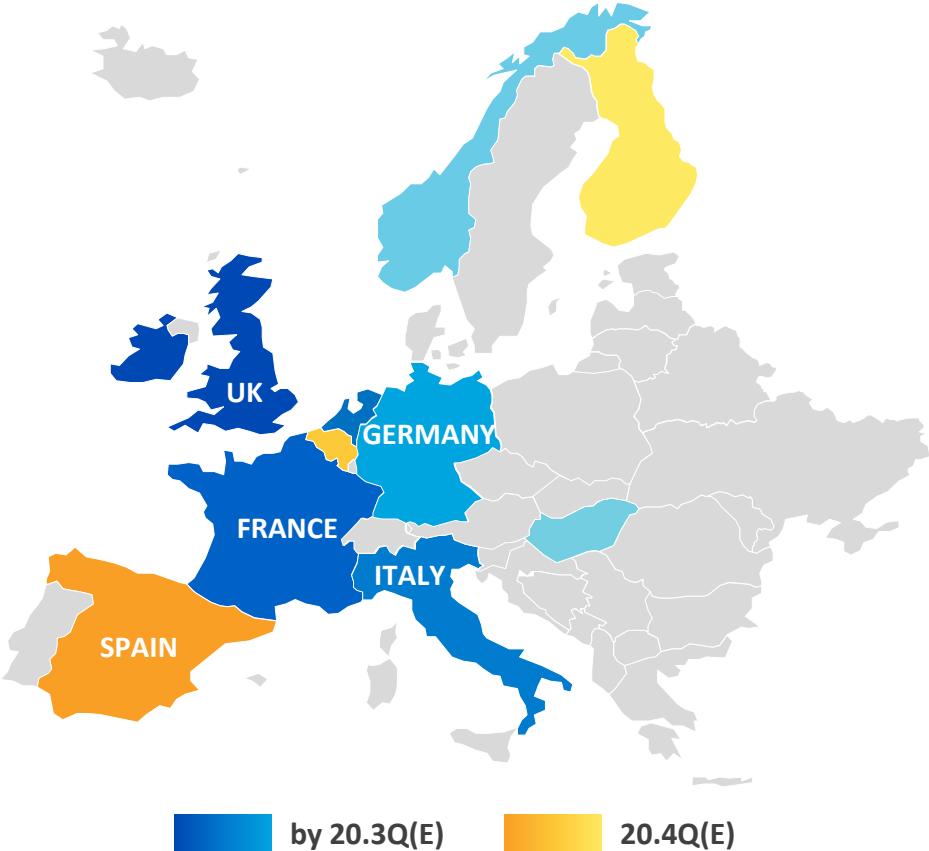 UK
GERMANY
FRANCE
ITALY
SPAIN
by 20.3Q(E)
20.4Q(E)